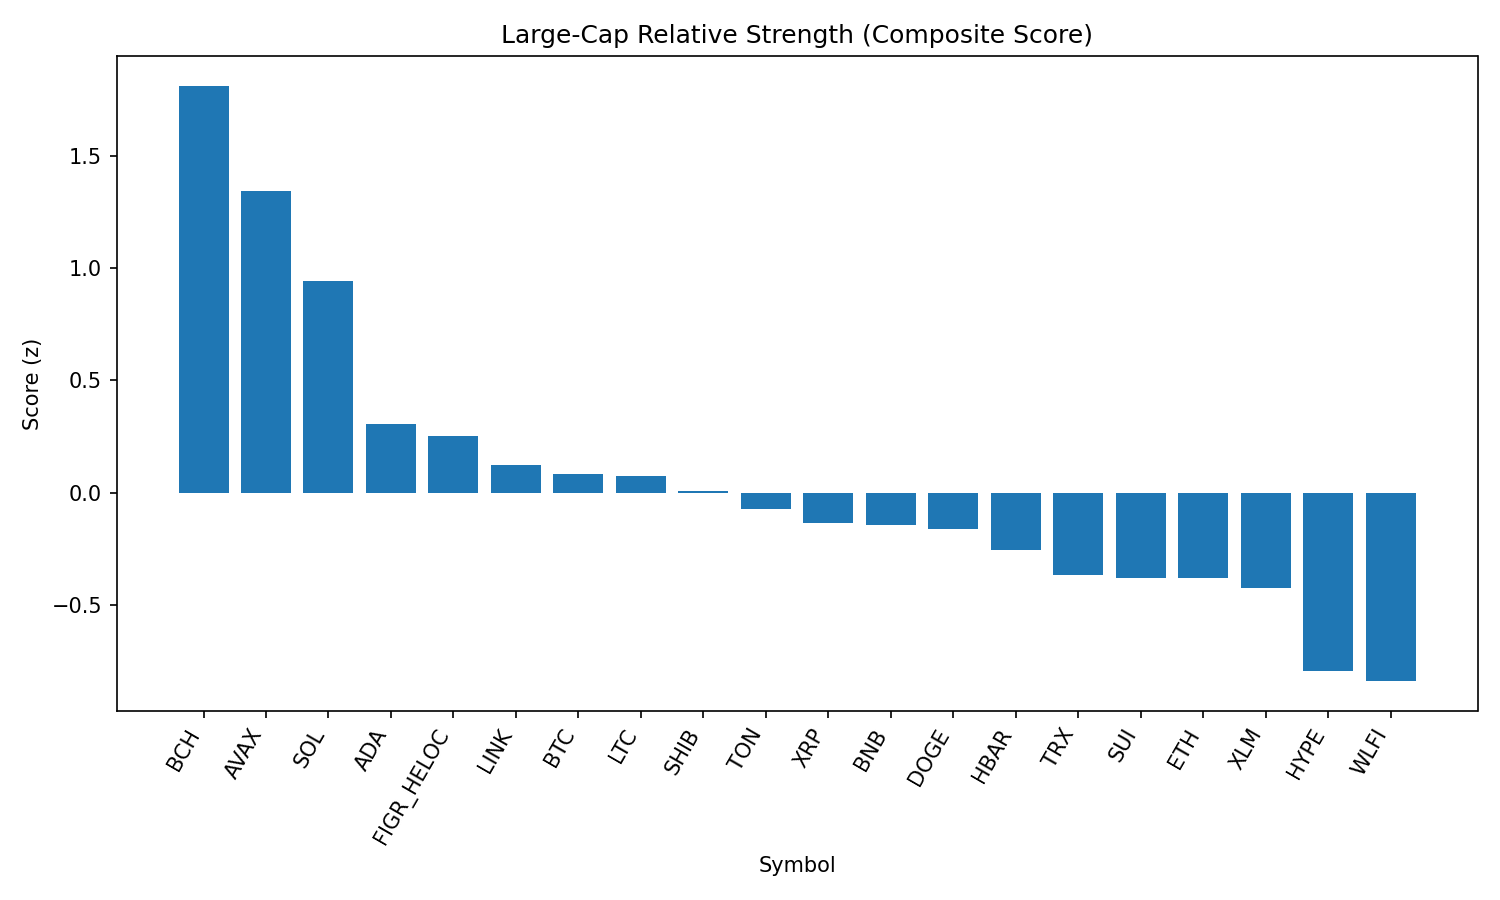 Large-Cap Relative Strength (Composite Score)
Score (z)
1.5
1.0
0.5
0.0
−0.5
BCH
AVAX
SOL
ADA
FIGR_HELOC
LINK
BTC
LTC
SHIB
TON
XRP
BNB
DOGE
HBAR
TRX
SUI
ETH
XLM
HYPE
WLFI
Symbol